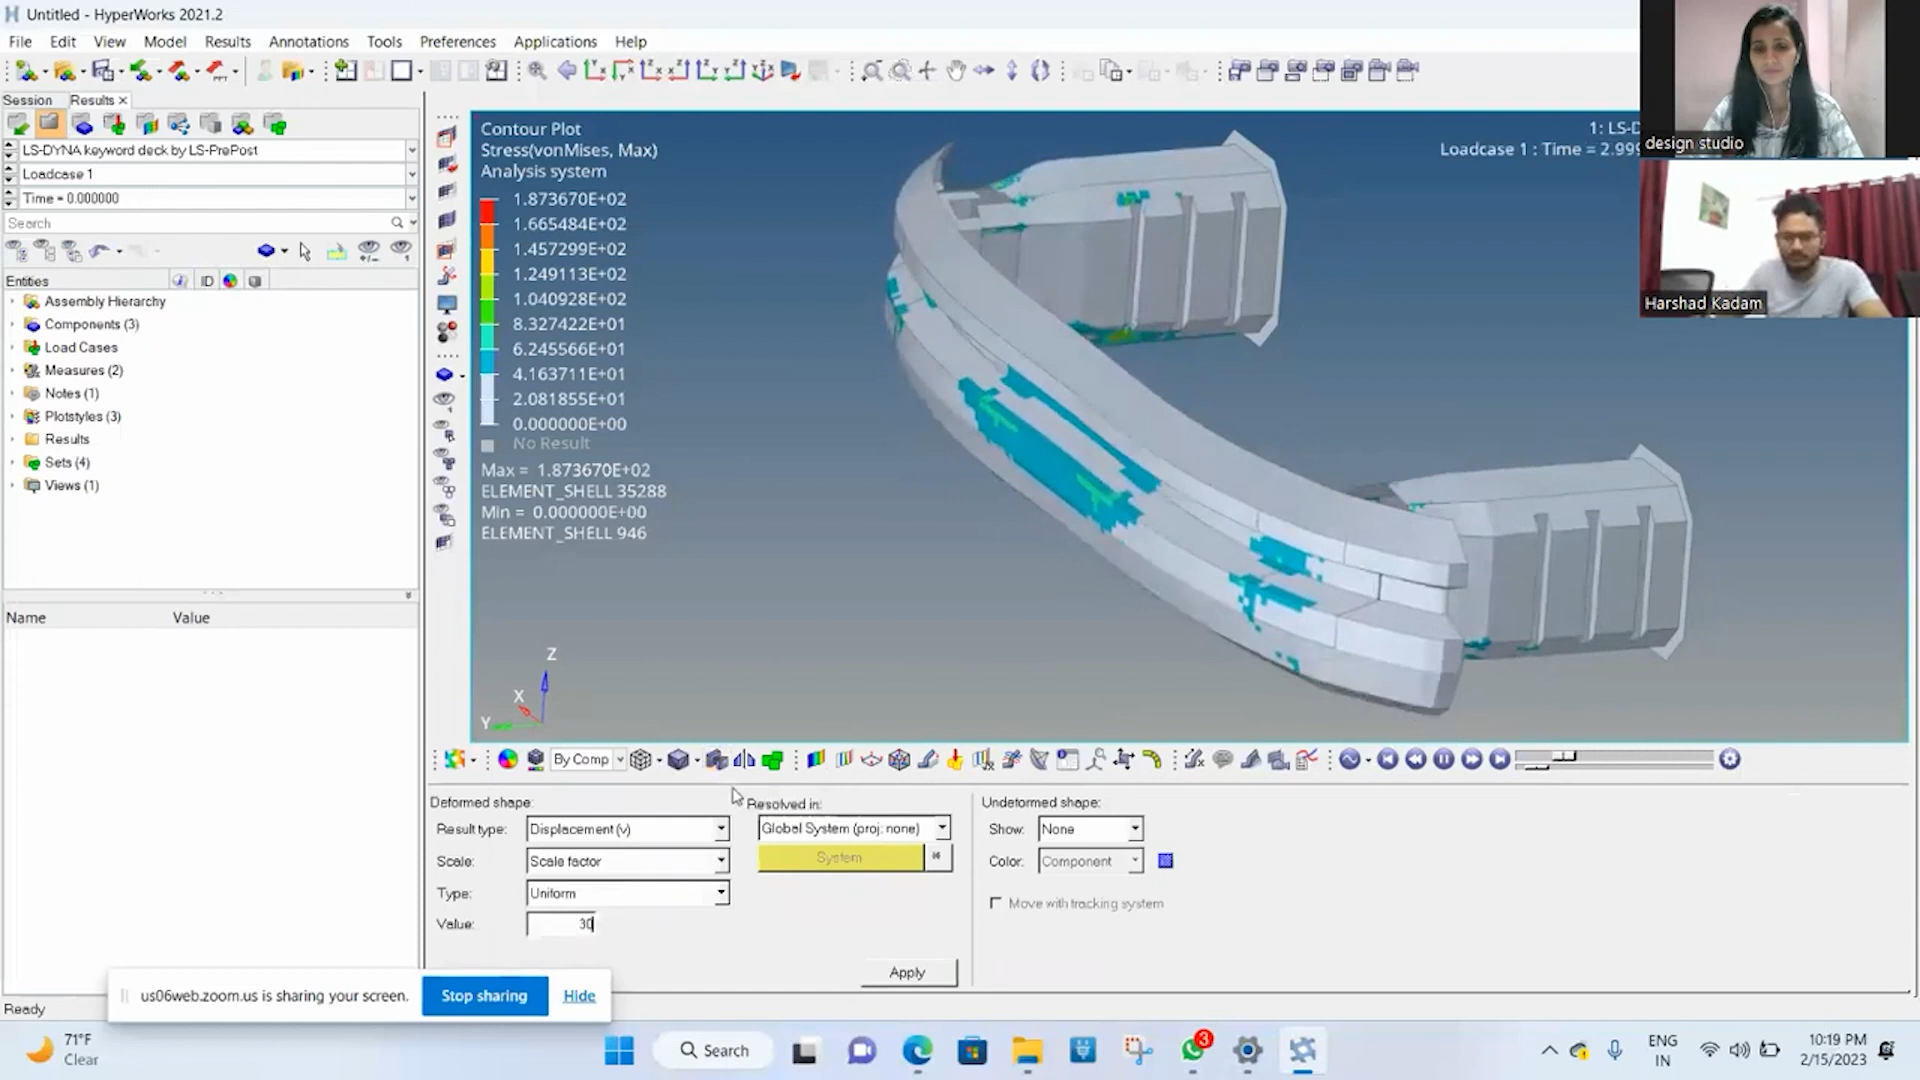 Untitled - HyperWorks 2021.2
File Edit View Model Results Annotations Tools Preferences Applications Help
Session Results
LS-DYNA keyword deck by LS-PrePost
Loadcase 1
Time = 0.000000
Search
Entities ID
Assembly Hierarchy
Components (3)
Load Cases
Measures (2)
Notes (1)
Plotstyles (3)
Results
Sets (4)
Views (1)
Name Value
Contour Plot
Stress(vonMises, Max)
Analysis system
1.873670E+02
1.665484E+02
1.457299E+02
1.249113E+02
1.040928E+02
8.327422E+01
6.245566E+01
4.163711E+01
2.081855E+01
0.000000E+00
No Result
Max = 1.873670E+02
ELEMENT_SHELL 35288
Min = 0.000000E+00
ELEMENT_SHELL 946
1: LS-D
Loadcase 1 : Time = 2.999
design studio
Harshad Kadam
Z
X
Y
By Comp
Deformed shape:
Result type: Displacement (v)
Scale: Scale factor
Type: Uniform
Value: 30
Resolved in:
Global System (proj: none)
System
Apply
Undeformed shape:
Show: None
Color: Component
Move with tracking system
us06web.zoom.us is sharing your screen. Stop sharing Hide
Ready
71°F
Clear
Search
3
ENG
IN
10:19 PM
2/15/2023